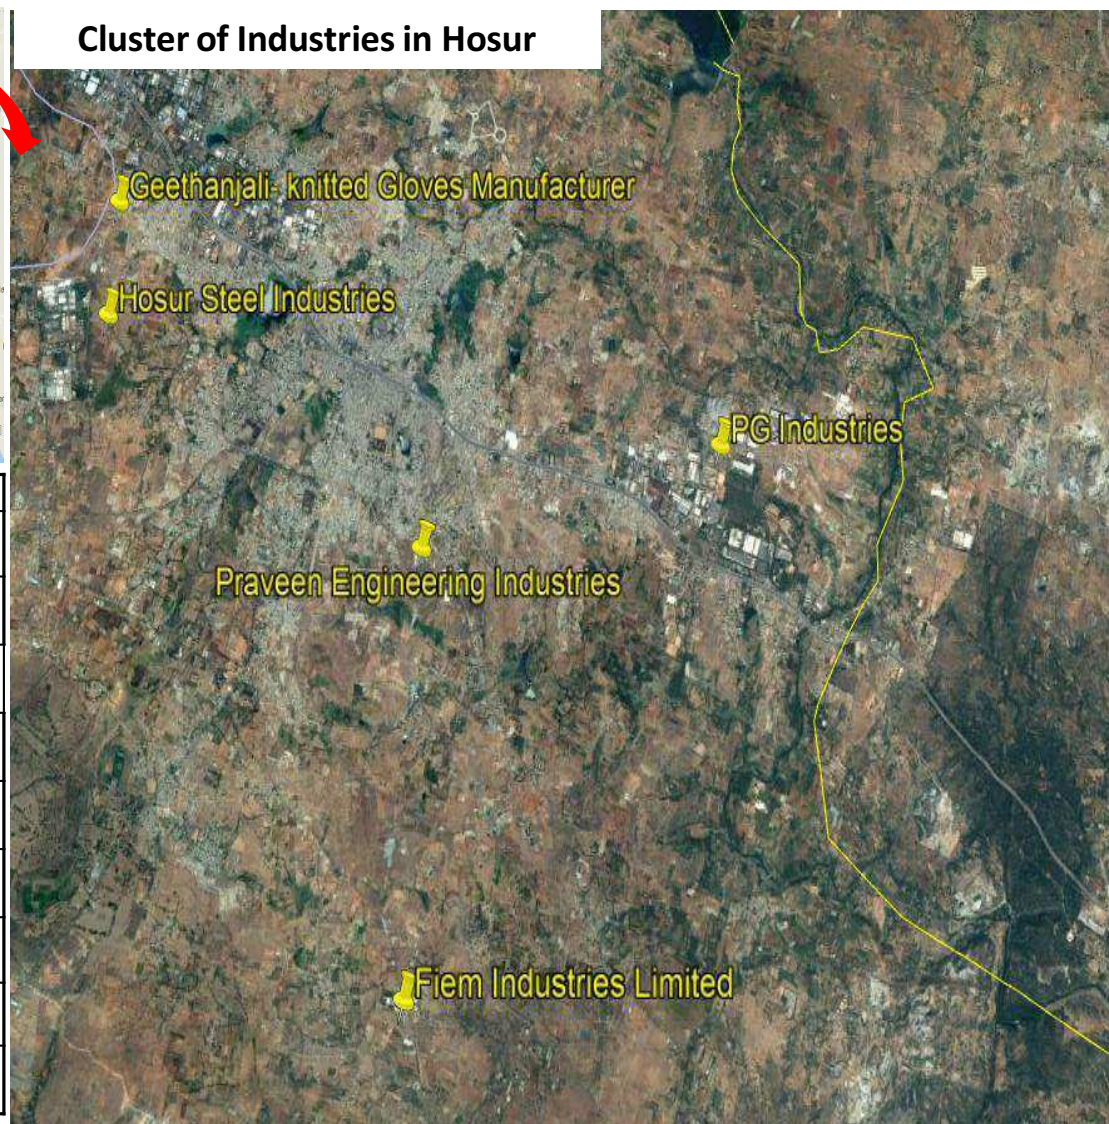 Cluster of Industries in Hosur
Geethanjali- knitted Gloves Manufacturer
Hosur Steel Industries
PG Industries
Praveen Engineering Industries
Fiem Industries Limited